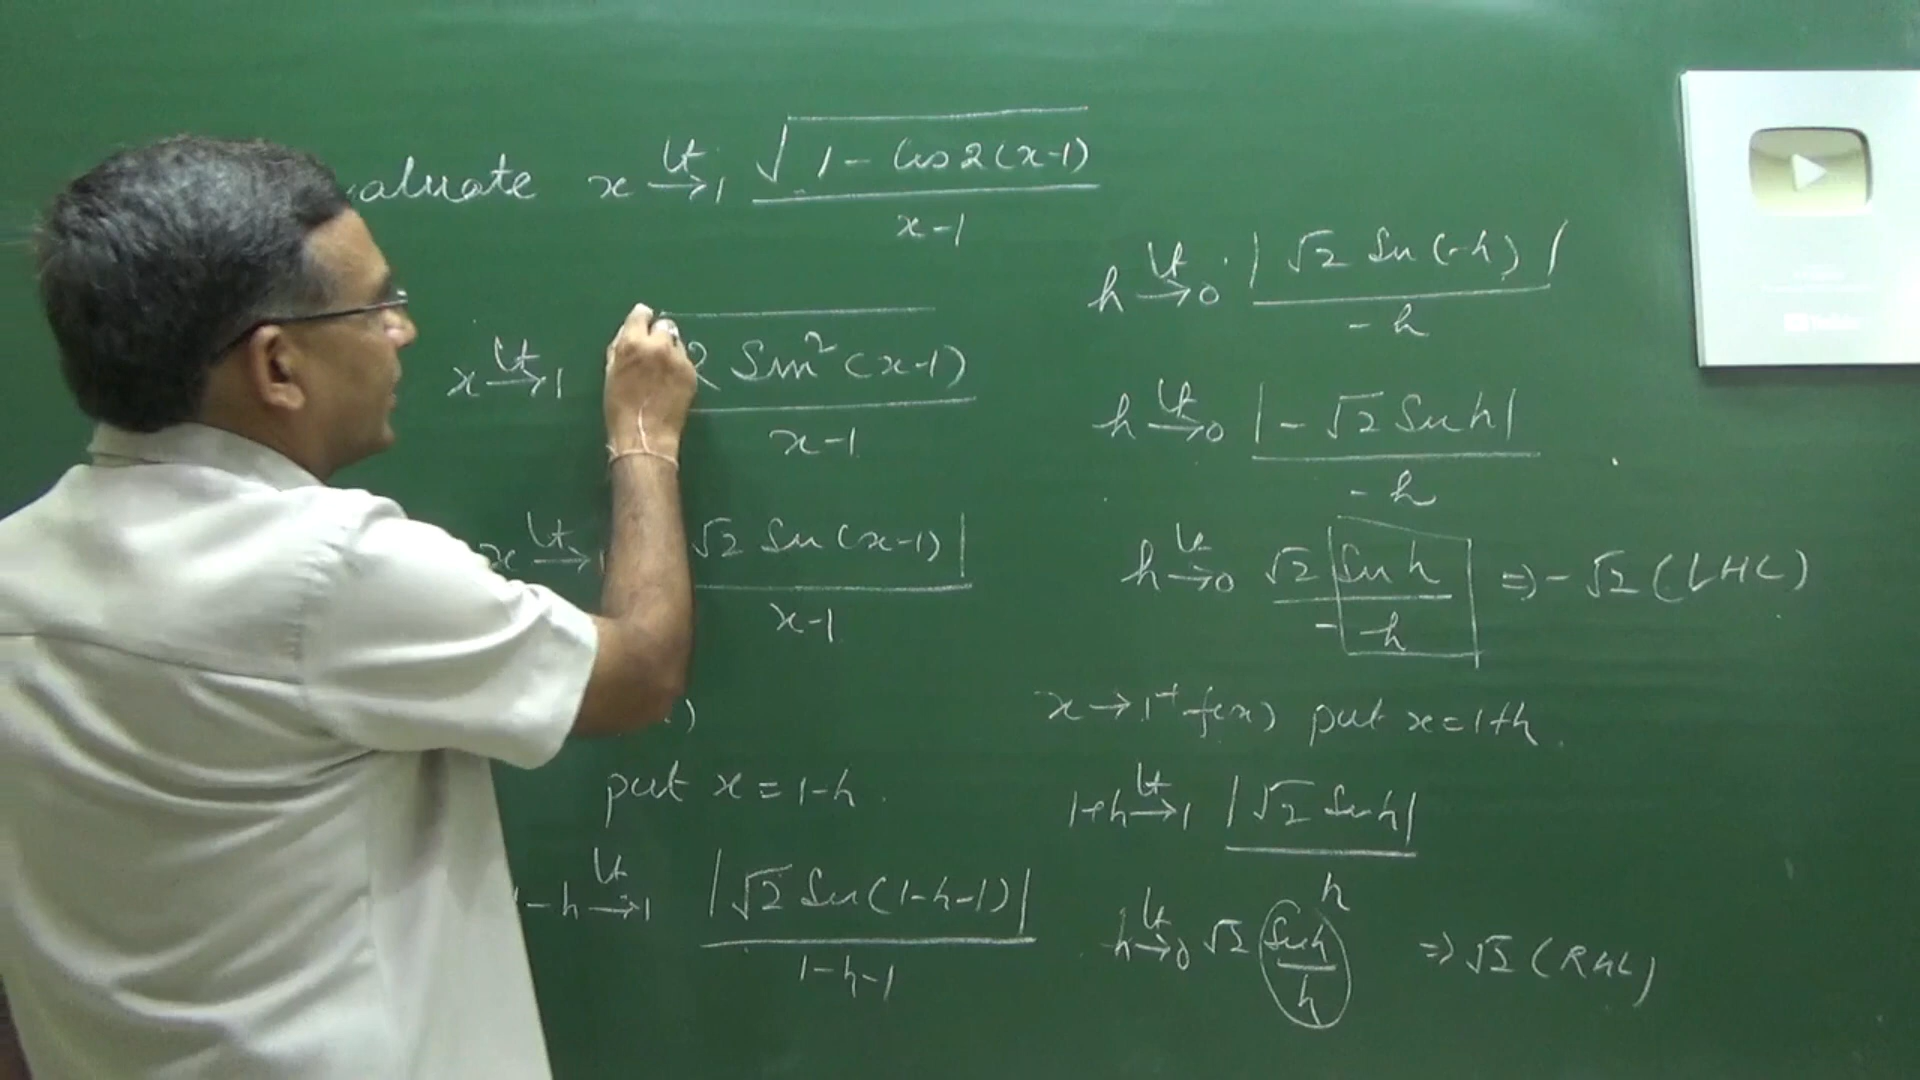 aluate x Lt→1 √1 - Cos 2(x-1)
x-1
x Lt→1 2 Sin² (x-1)
x-1
x Lt→1 √2 Sin (x-1) |
x-1
)
put x = 1-h .
-h Lt→1 | √2 Sin (1-h-1) |
1-h-1
h Lt→0 | √2 Sin (-h) |
-h
h Lt→0 | - √2 Sin h |
-h
h Lt→0 √2 Sin h ⇒ - √2 (LHL)
- h
x → 1⁺ f(x) put x = 1+h .
1+h Lt→1 | √2 Sin h |
h
h Lt→0 √2 Sin h ⇒ √2 (RHL)
h